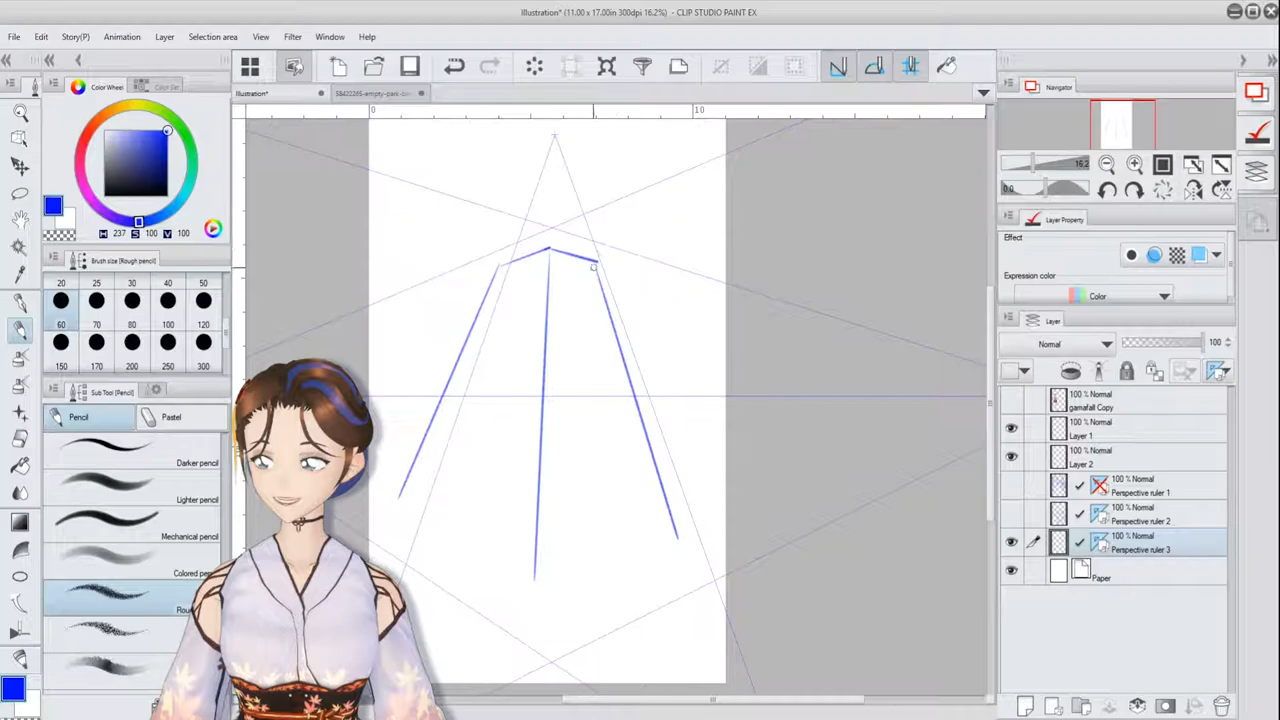 Illustration* (11.00 x 17.00in 300dpi 16.2%) - CLIP STUDIO PAINT EX
File Edit Story(P) Animation Layer Selection area View Filter Window Help
Color Wheel Color Set
Illustration*
0 10
Navigator
16.2
0.0
H 237 S 100 V 100
Brush size [Rough pencil]
20 25 30 40 50
60 70 80 100 120
150 170 200 250 300
Sub Tool [Pencil]
Pencil Pastel
Darker pencil
Lighter pencil
Mechanical pencil
Colored pen
Rou
Layer Property
Effect
Expression color
Color
Layer
Normal 100
100 % Normal
gamafall Copy
100 % Normal
Layer 1
100 % Normal
Layer 2
100 % Normal
Perspective ruler 1
100 % Normal
Perspective ruler 2
100 % Normal
Perspective ruler 3
Paper